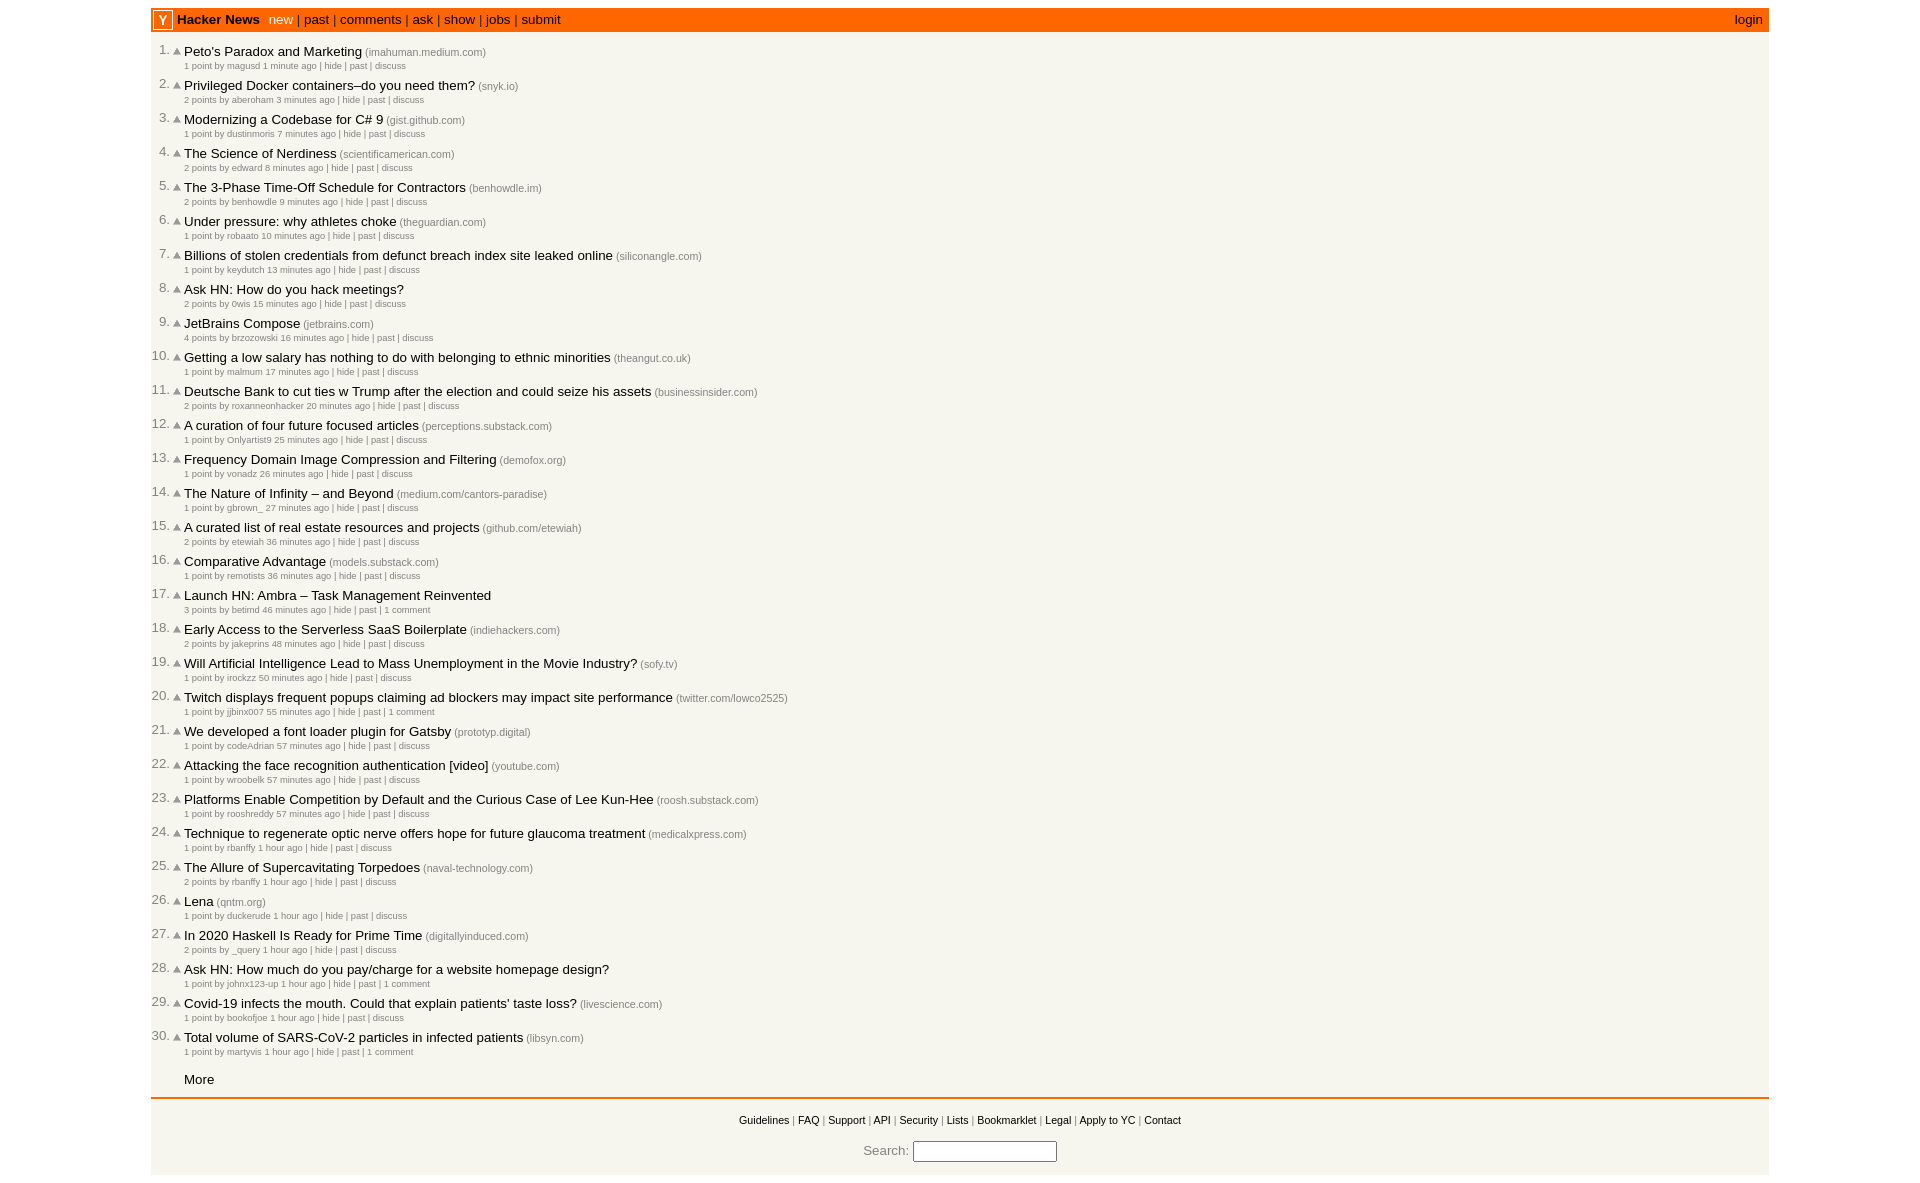 Y Hacker News new | past | comments | ask | show | jobs | submit login
1. Peto's Paradox and Marketing (imahuman.medium.com)
1 point by magusd 1 minute ago | hide | past | discuss
2. Privileged Docker containers–do you need them? (snyk.io)
2 points by aberoham 3 minutes ago | hide | past | discuss
3. Modernizing a Codebase for C# 9 (gist.github.com)
1 point by dustinmoris 7 minutes ago | hide | past | discuss
4. The Science of Nerdiness (scientificamerican.com)
2 points by edward 8 minutes ago | hide | past | discuss
5. The 3-Phase Time-Off Schedule for Contractors (benhowdle.im)
2 points by benhowdle 9 minutes ago | hide | past | discuss
6. Under pressure: why athletes choke (theguardian.com)
1 point by robaato 10 minutes ago | hide | past | discuss
7. Billions of stolen credentials from defunct breach index site leaked online (siliconangle.com)
1 point by keydutch 13 minutes ago | hide | past | discuss
8. Ask HN: How do you hack meetings?
2 points by 0wis 15 minutes ago | hide | past | discuss
9. JetBrains Compose (jetbrains.com)
4 points by brzozowski 16 minutes ago | hide | past | discuss
10. Getting a low salary has nothing to do with belonging to ethnic minorities (theangut.co.uk)
1 point by malmum 17 minutes ago | hide | past | discuss
11. Deutsche Bank to cut ties w Trump after the election and could seize his assets (businessinsider.com)
2 points by roxanneonhacker 20 minutes ago | hide | past | discuss
12. A curation of four future focused articles (perceptions.substack.com)
1 point by Onlyartist9 25 minutes ago | hide | past | discuss
13. Frequency Domain Image Compression and Filtering (demofox.org)
1 point by vonadz 26 minutes ago | hide | past | discuss
14. The Nature of Infinity – and Beyond (medium.com/cantors-paradise)
1 point by gbrown_ 27 minutes ago | hide | past | discuss
15. A curated list of real estate resources and projects (github.com/etewiah)
2 points by etewiah 36 minutes ago | hide | past | discuss
16. Comparative Advantage (models.substack.com)
1 point by remotists 36 minutes ago | hide | past | discuss
17. Launch HN: Ambra – Task Management Reinvented
3 points by betimd 46 minutes ago | hide | past | 1 comment
18. Early Access to the Serverless SaaS Boilerplate (indiehackers.com)
2 points by jakeprins 48 minutes ago | hide | past | discuss
19. Will Artificial Intelligence Lead to Mass Unemployment in the Movie Industry? (sofy.tv)
1 point by irockzz 50 minutes ago | hide | past | discuss
20. Twitch displays frequent popups claiming ad blockers may impact site performance (twitter.com/lowco2525)
1 point by jjbinx007 55 minutes ago | hide | past | 1 comment
21. We developed a font loader plugin for Gatsby (prototyp.digital)
1 point by codeAdrian 57 minutes ago | hide | past | discuss
22. Attacking the face recognition authentication [video] (youtube.com)
1 point by wroobelk 57 minutes ago | hide | past | discuss
23. Platforms Enable Competition by Default and the Curious Case of Lee Kun-Hee (roosh.substack.com)
1 point by rooshreddy 57 minutes ago | hide | past | discuss
24. Technique to regenerate optic nerve offers hope for future glaucoma treatment (medicalxpress.com)
1 point by rbanffy 1 hour ago | hide | past | discuss
25. The Allure of Supercavitating Torpedoes (naval-technology.com)
2 points by rbanffy 1 hour ago | hide | past | discuss
26. Lena (qntm.org)
1 point by duckerude 1 hour ago | hide | past | discuss
27. In 2020 Haskell Is Ready for Prime Time (digitallyinduced.com)
2 points by _query 1 hour ago | hide | past | discuss
28. Ask HN: How much do you pay/charge for a website homepage design?
1 point by johnx123-up 1 hour ago | hide | past | 1 comment
29. Covid-19 infects the mouth. Could that explain patients' taste loss? (livescience.com)
1 point by bookofjoe 1 hour ago | hide | past | discuss
30. Total volume of SARS-CoV-2 particles in infected patients (libsyn.com)
1 point by martyvis 1 hour ago | hide | past | 1 comment
More
Guidelines | FAQ | Support | API | Security | Lists | Bookmarklet | Legal | Apply to YC | Contact
Search: